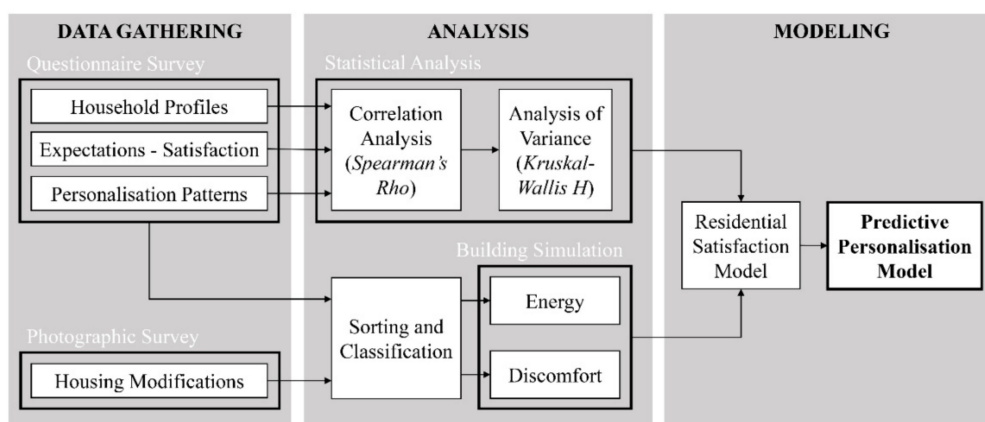 DATA GATHERING
Questionnaire Survey
Household Profiles
Expectations - Satisfaction
Personalisation Patterns
Photographic Survey
Housing Modifications
ANALYSIS
Statistical Analysis
Correlation
Analysis
(Spearman's
Rho)
Analysis of
Variance
(Kruskal-
Wallis H)
Building Simulation
Sorting and
Classification
Energy
Discomfort
MODELING
Residential
Satisfaction
Model
Predictive
Personalisation
Model